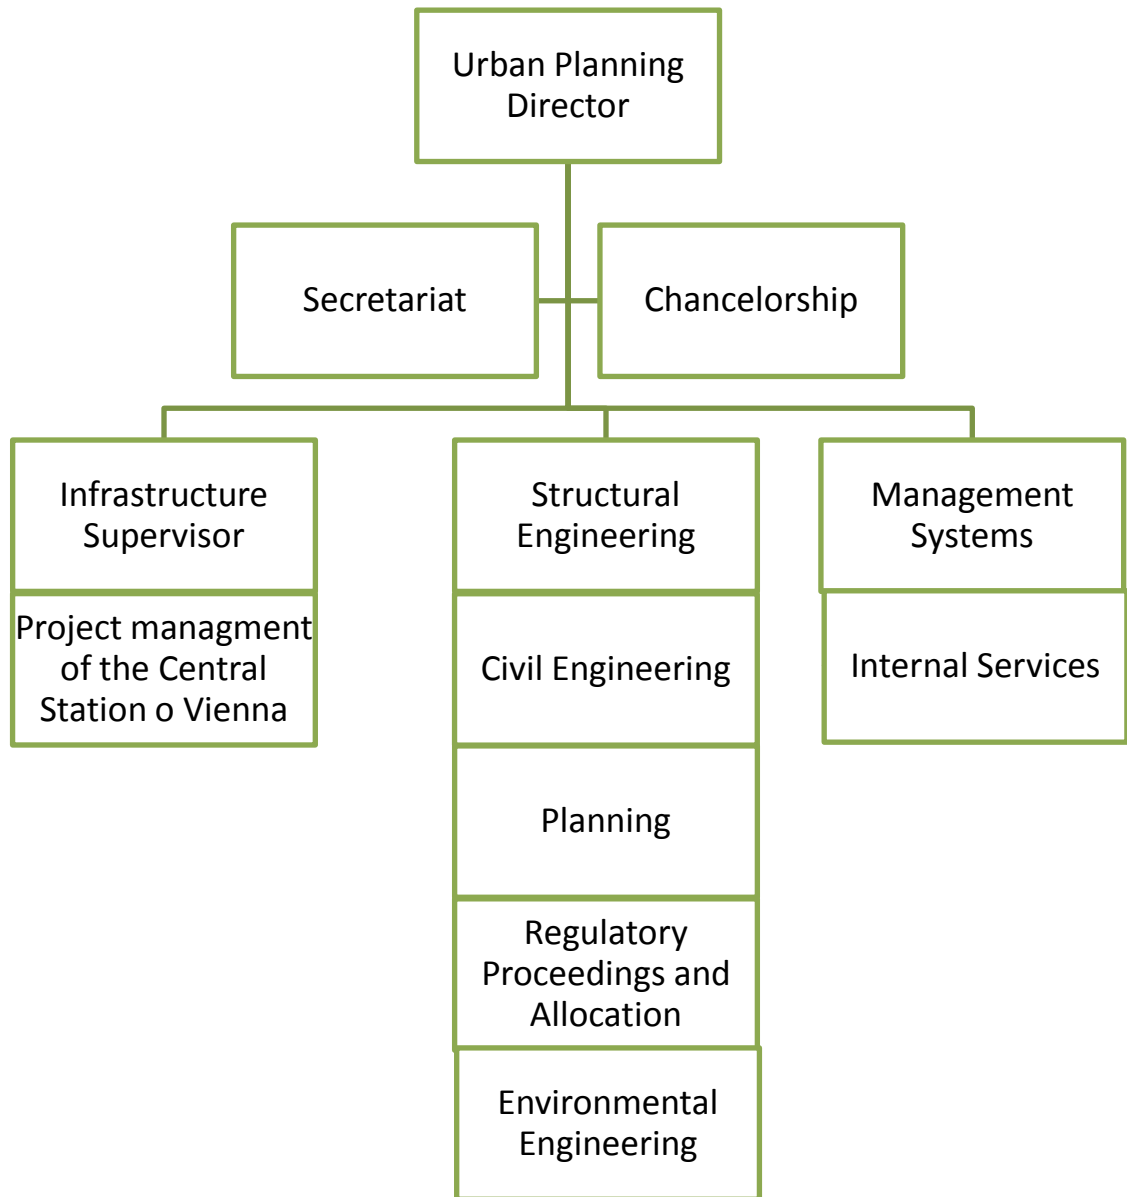 Urban Planning
Director
Secretariat
Chancelorship
Infrastructure
Supervisor
Project managment
of the Central
Station o Vienna
Structural
Engineering
Civil Engineering
Planning
Regulatory
Proceedings and
Allocation
Environmental
Engineering
Management
Systems
Internal Services